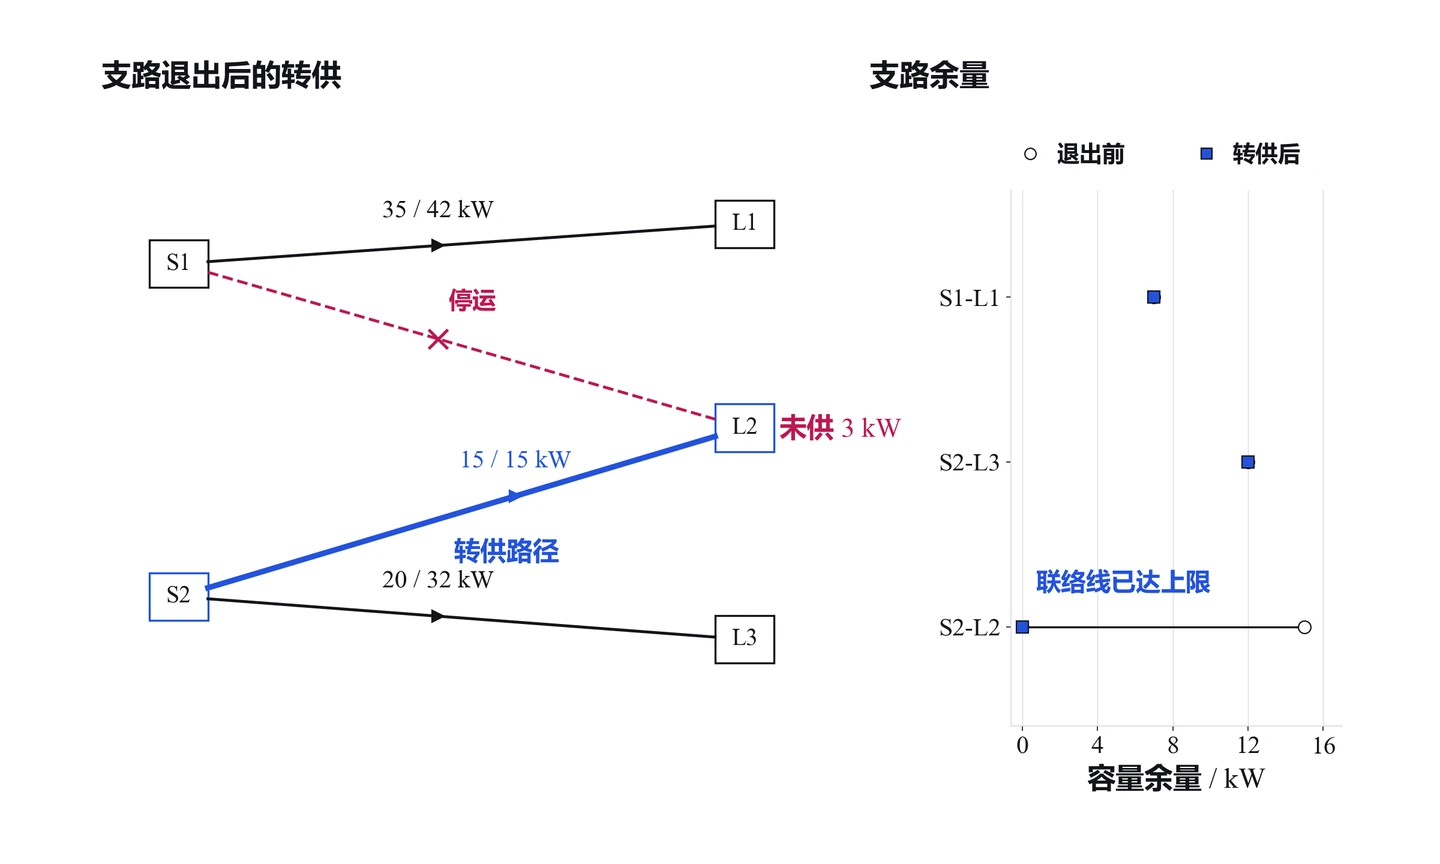 支路退出后的转供
35 / 42 kW
L1
S1
停运
L2
未供 3 kW
15 / 15 kW
转供路径
20 / 32 kW
S2
L3
支路余量
退出前
转供后
S1-L1
S2-L3
联络线已达上限
S2-L2
0 4 8 12 16
容量余量 / kW